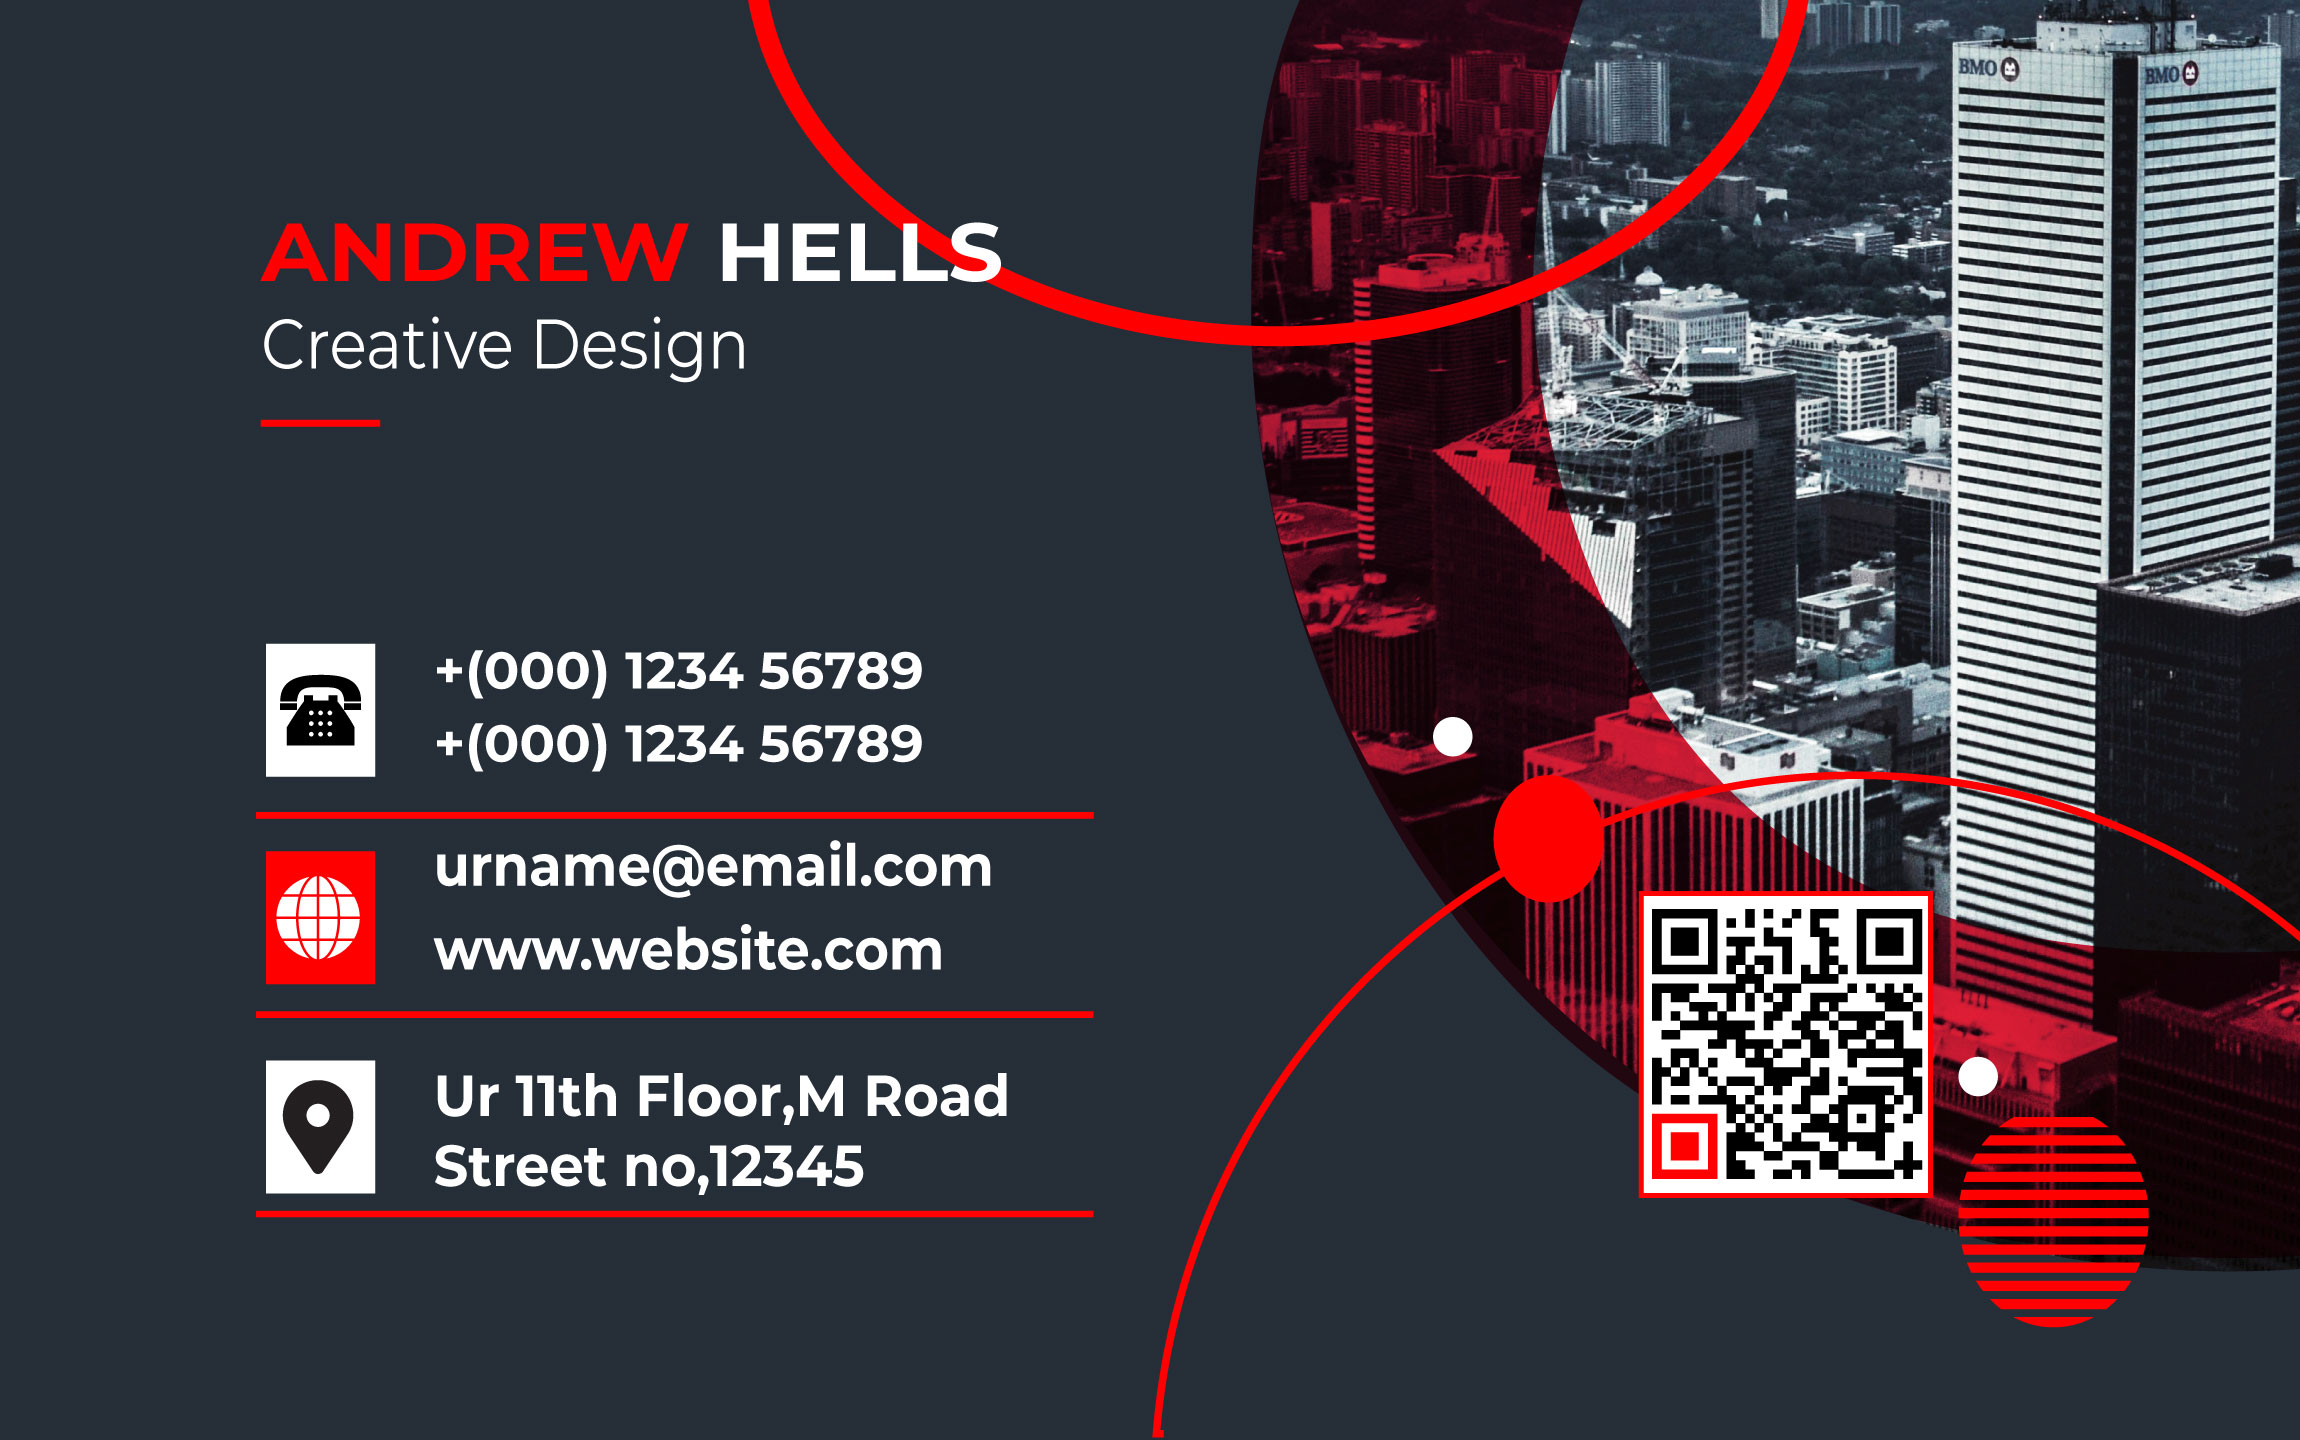 ANDREW HELLS
Creative Design
+(000) 1234 56789
+(000) 1234 56789
urname@email.com
www.website.com
Ur 11th Floor,M Road
Street no,12345
BMO
BMO